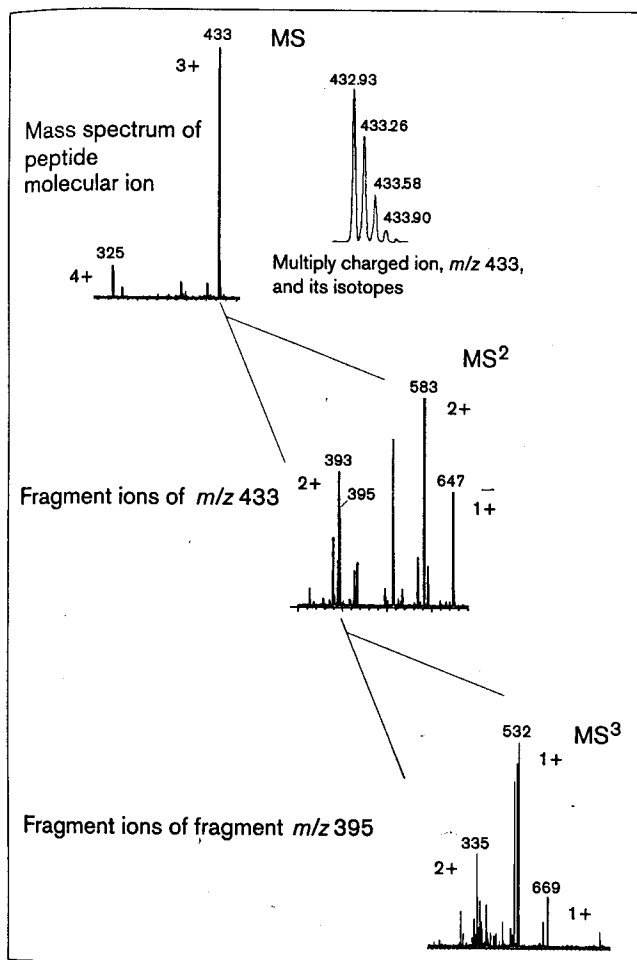 433
MS
3+
432.93
433.26
433.58
433.90
Mass spectrum of
peptide
molecular ion
325
4+
Multiply charged ion, m/z 433,
and its isotopes
MS²
583
2+
393
2+
395
647
1+
Fragment ions of m/z 433
MS³
532
1+
Fragment ions of fragment m/z 395
335
2+
669
1+